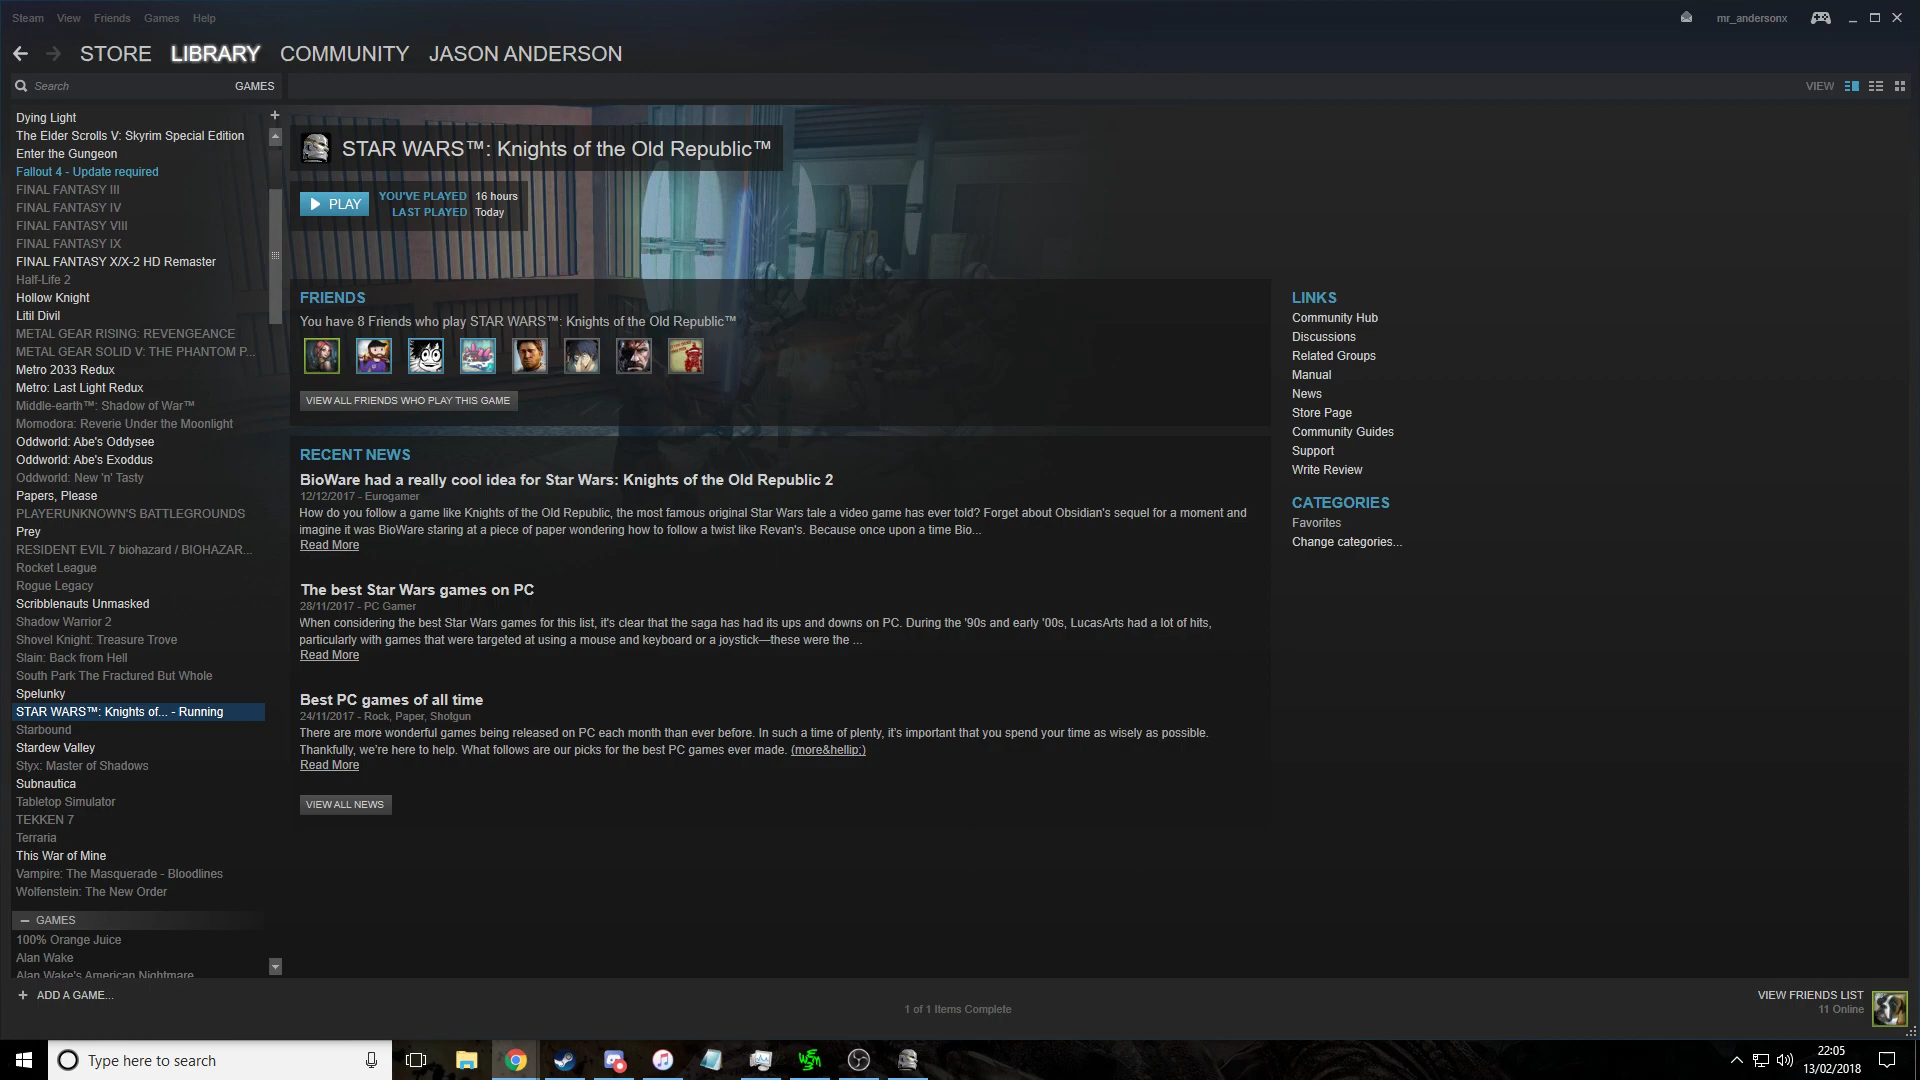 Steam View Friends Games Help
mr_andersonx
STORE LIBRARY COMMUNITY JASON ANDERSON
Search GAMES
VIEW
Dying Light
The Elder Scrolls V: Skyrim Special Edition
Enter the Gungeon
Fallout 4 - Update required
FINAL FANTASY III
FINAL FANTASY IV
FINAL FANTASY VIII
FINAL FANTASY IX
FINAL FANTASY X/X-2 HD Remaster
Half-Life 2
Hollow Knight
Litil Divil
METAL GEAR RISING: REVENGEANCE
METAL GEAR SOLID V: THE PHANTOM P...
Metro 2033 Redux
Metro: Last Light Redux
Middle-earth™: Shadow of War™
Momodora: Reverie Under the Moonlight
Oddworld: Abe's Oddysee
Oddworld: Abe's Exoddus
Oddworld: New 'n' Tasty
Papers, Please
PLAYERUNKNOWN'S BATTLEGROUNDS
Prey
RESIDENT EVIL 7 biohazard / BIOHAZAR...
Rocket League
Rogue Legacy
Scribblenauts Unmasked
Shadow Warrior 2
Shovel Knight: Treasure Trove
Slain: Back from Hell
South Park The Fractured But Whole
Spelunky
STAR WARS™: Knights of... - Running
Starbound
Stardew Valley
Styx: Master of Shadows
Subnautica
Tabletop Simulator
TEKKEN 7
Terraria
This War of Mine
Vampire: The Masquerade - Bloodlines
Wolfenstein: The New Order
GAMES
100% Orange Juice
Alan Wake
Alan Wake's American Nightmare
ADD A GAME...
STAR WARS™: Knights of the Old Republic™
PLAY
YOU'VE PLAYED 16 hours
LAST PLAYED Today
FRIENDS
You have 8 Friends who play STAR WARS™: Knights of the Old Republic™
VIEW ALL FRIENDS WHO PLAY THIS GAME
RECENT NEWS
BioWare had a really cool idea for Star Wars: Knights of the Old Republic 2
12/12/2017 - Eurogamer
How do you follow a game like Knights of the Old Republic, the most famous original Star Wars tale a video game has ever told? Forget about Obsidian's sequel for a moment and
imagine it was BioWare staring at a piece of paper wondering how to follow a twist like Revan's. Because once upon a time Bio...
Read More
The best Star Wars games on PC
28/11/2017 - PC Gamer
When considering the best Star Wars games for this list, it's clear that the saga has had its ups and downs on PC. During the '90s and early '00s, LucasArts had a lot of hits,
particularly with games that were targeted at using a mouse and keyboard or a joystick—these were the ...
Read More
Best PC games of all time
24/11/2017 - Rock, Paper, Shotgun
There are more wonderful games being released on PC each month than ever before. In such a time of plenty, it's important that you spend your time as wisely as possible.
Thankfully, we're here to help. What follows are our picks for the best PC games ever made. (more&hellip;)
Read More
VIEW ALL NEWS
LINKS
Community Hub
Discussions
Related Groups
Manual
News
Store Page
Community Guides
Support
Write Review
CATEGORIES
Favorites
Change categories...
1 of 1 Items Complete
VIEW FRIENDS LIST
11 Online
Type here to search
22:05
13/02/2018